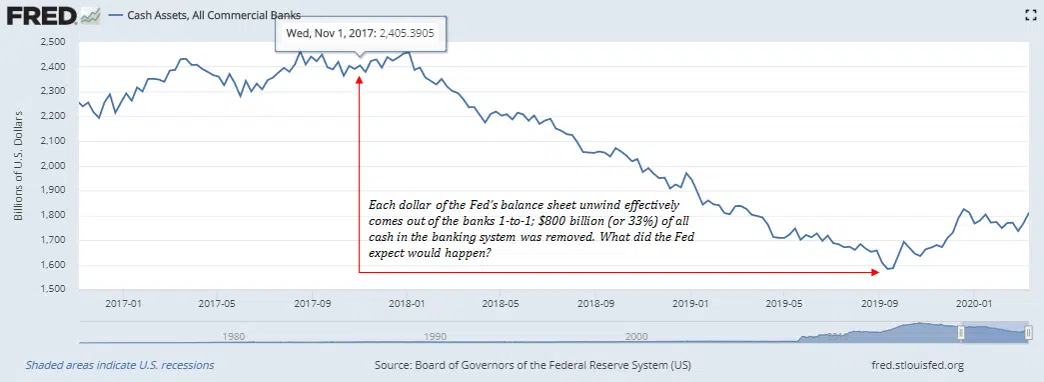 FRED
Cash Assets, All Commercial Banks
Wed, Nov 1, 2017: 2,405.3905
Billions of U.S. Dollars
2,500
2,400
2,300
2,200
2,100
2,000
1,900
1,800
1,700
1,600
1,500
Each dollar of the Fed's balance sheet unwind effectively
comes out of the banks 1-to-1; $800 billion (or 33%) of all
cash in the banking system was removed. What did the Fed
expect would happen?
2017-01
2017-05
2017-09
2018-01
2018-05
2018-09
2019-01
2019-05
2019-09
2020-01
1980
1990
2000
2010
Shaded areas indicate U.S. recessions
Source: Board of Governors of the Federal Reserve System (US)
fred.stlouisfed.org